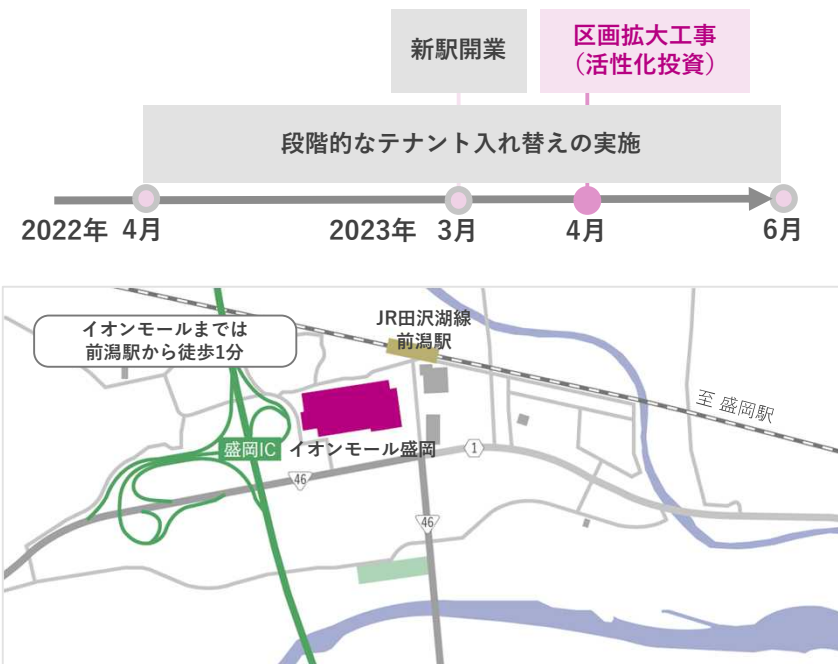 新駅開業
区画拡大工事
（活性化投資）
段階的なテナント入れ替えの実施
2022年 4月
2023年 3月
4月
6月
イオンモールまでは
前潟駅から徒歩1分
JR田沢湖線
前潟駅
至 盛岡駅
盛岡IC
イオンモール盛岡
1
46
46